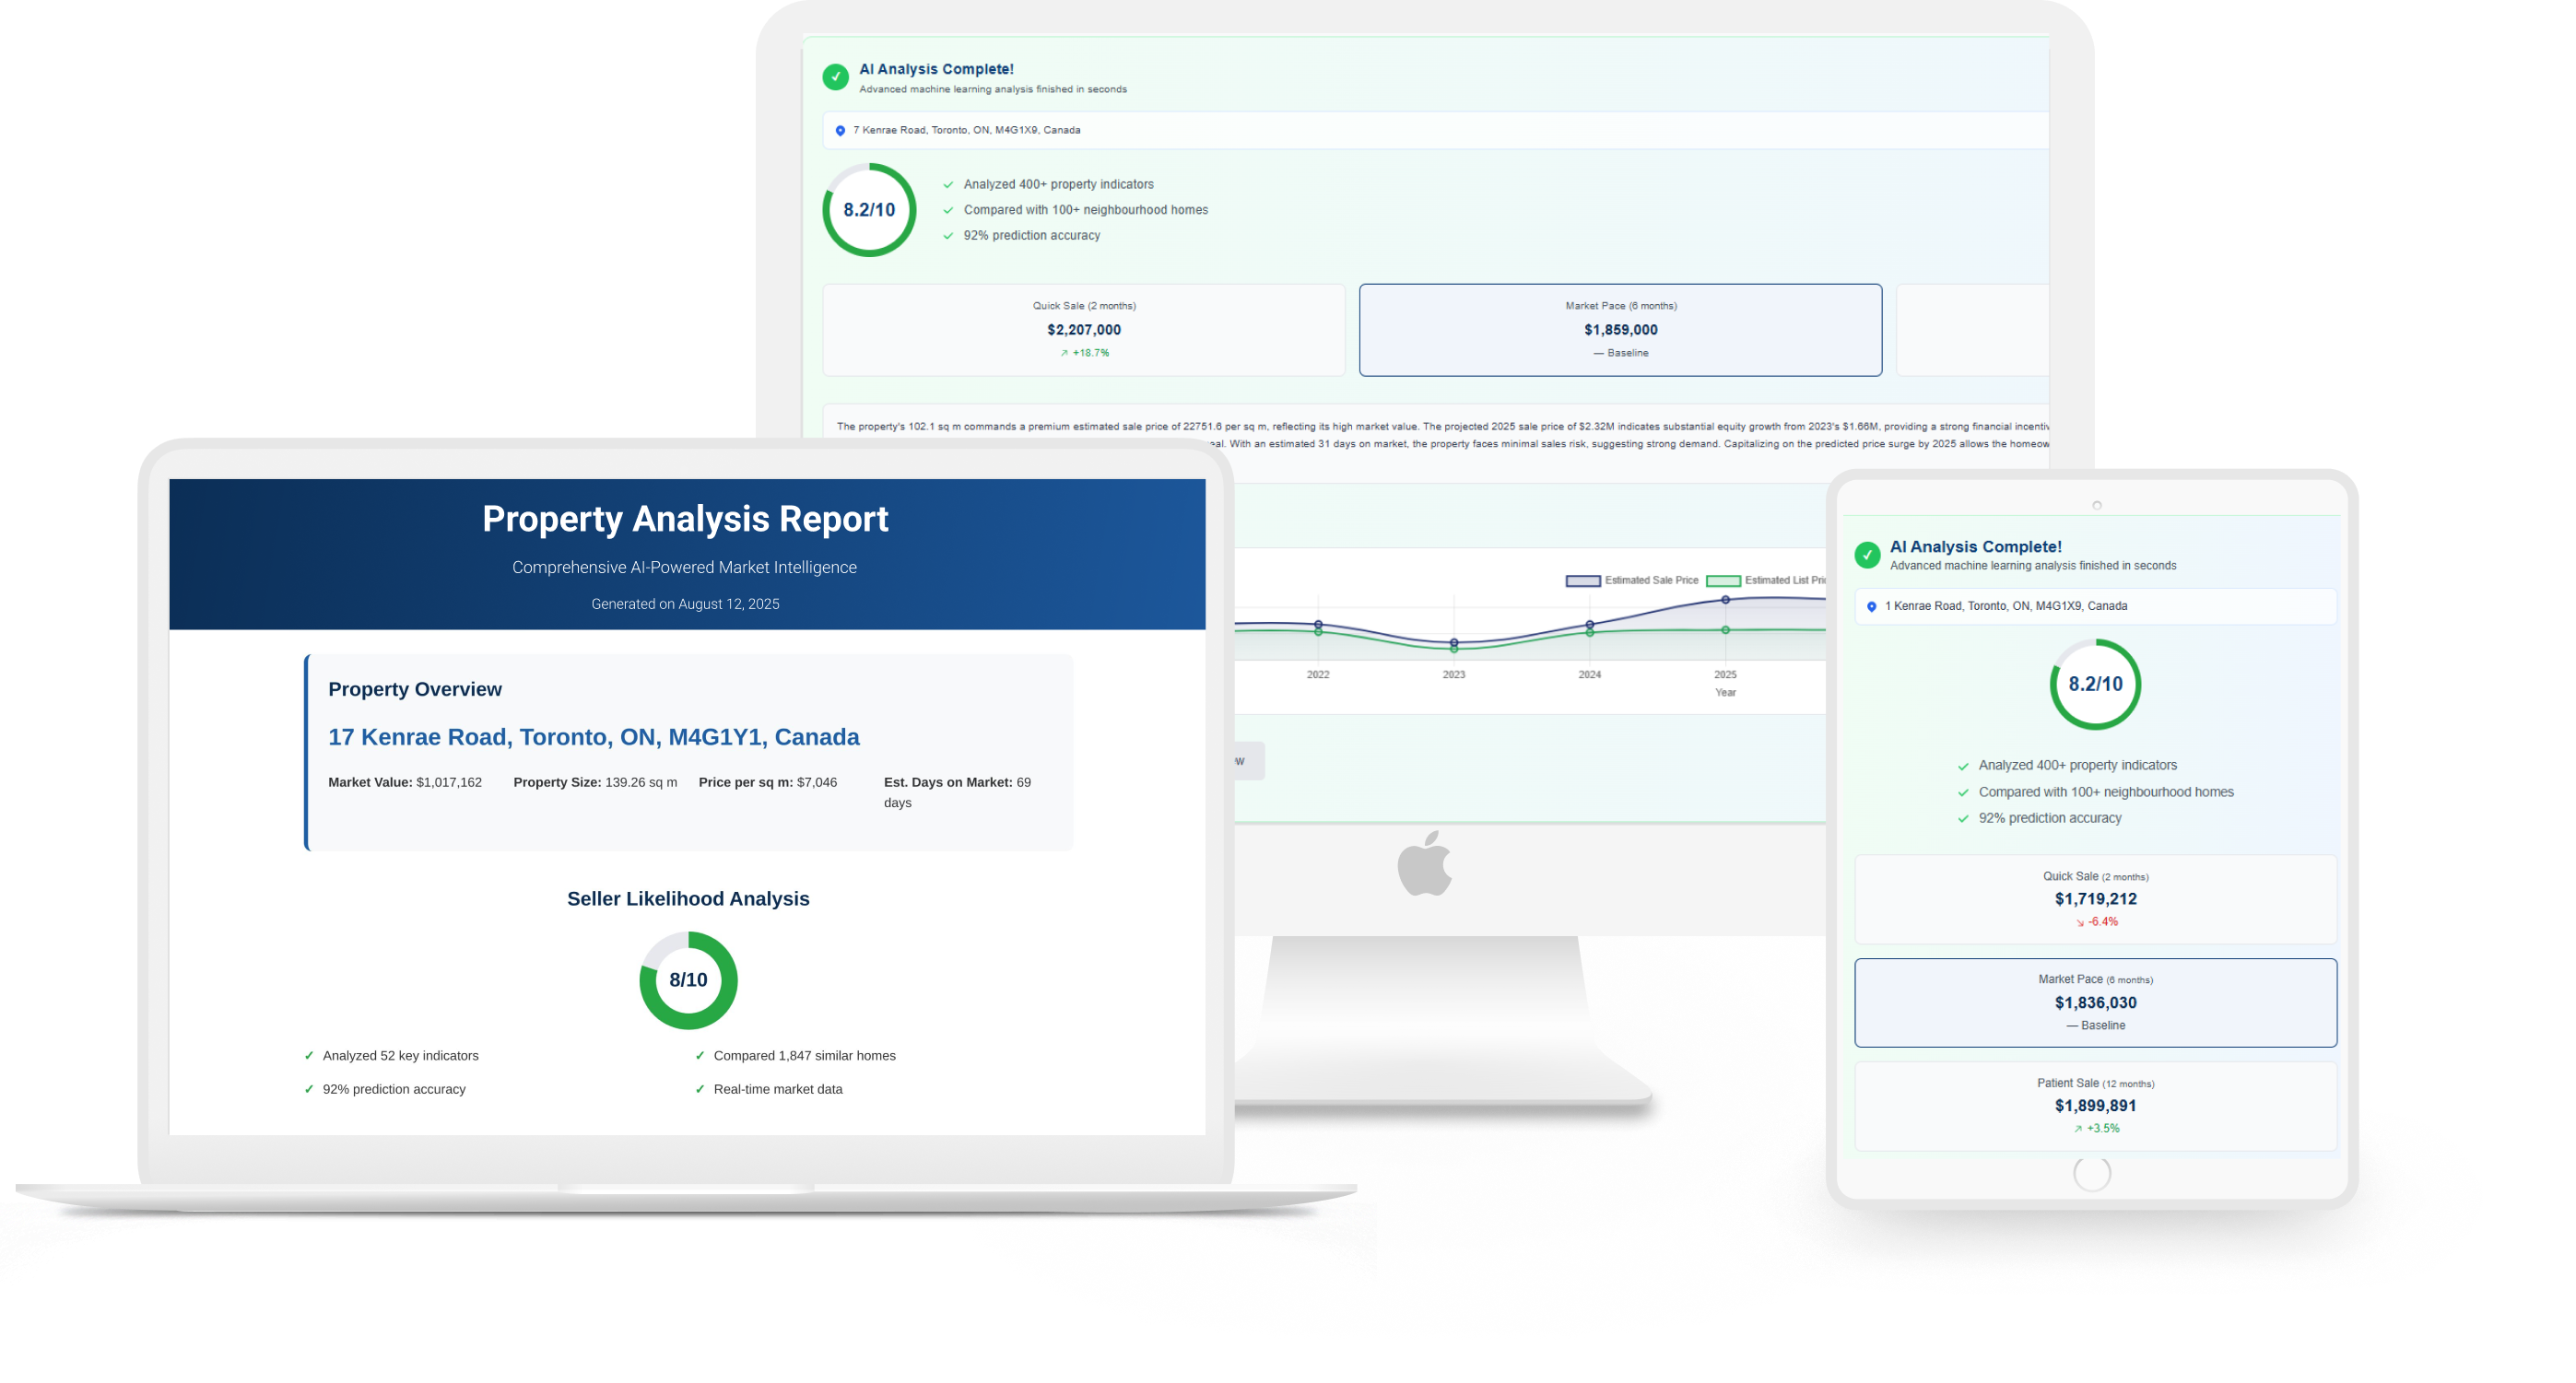 AI Analysis Complete!
Advanced machine learning analysis finished in seconds
7 Kenrae Road, Toronto, ON, M4G1X9, Canada
8.2/10
Analyzed 400+ property indicators
Compared with 100+ neighbourhood homes
92% prediction accuracy
Quick Sale (2 months)
$2,207,000
+18.7%
Market Pace (6 months)
$1,859,000
— Baseline
The property's 102.1 sq m commands a premium estimated sale price of 22751.6 per sq m, reflecting its high market value. The projected 2025 sale price of $2.32M indicates substantial equity growth from 2023's $1.66M, providing a strong financial
With an estimated 31 days on market, the property faces minimal sales risk, suggesting strong demand. Capitalizing on the predicted price surge by 2025 allows the
Estimated Sale Price
Estimated List
2022
2023
2024
2025
Year
Property Analysis Report
Comprehensive AI-Powered Market Intelligence
Generated on August 12, 2025
Property Overview
17 Kenrae Road, Toronto, ON, M4G1Y1, Canada
Market Value: $1,017,162
Property Size: 139.26 sq m
Price per sq m: $7,046
Est. Days on Market: 69
days
Seller Likelihood Analysis
8/10
Analyzed 52 key indicators
Compared 1,847 similar homes
92% prediction accuracy
Real-time market data
AI Analysis Complete!
Advanced machine learning analysis finished in seconds
1 Kenrae Road, Toronto, ON, M4G1X9, Canada
8.2/10
Analyzed 400+ property indicators
Compared with 100+ neighbourhood homes
92% prediction accuracy
Quick Sale (2 months)
$1,719,212
-6.4%
Market Pace (6 months)
$1,836,030
— Baseline
Patient Sale (12 months)
$1,899,891
+3.5%